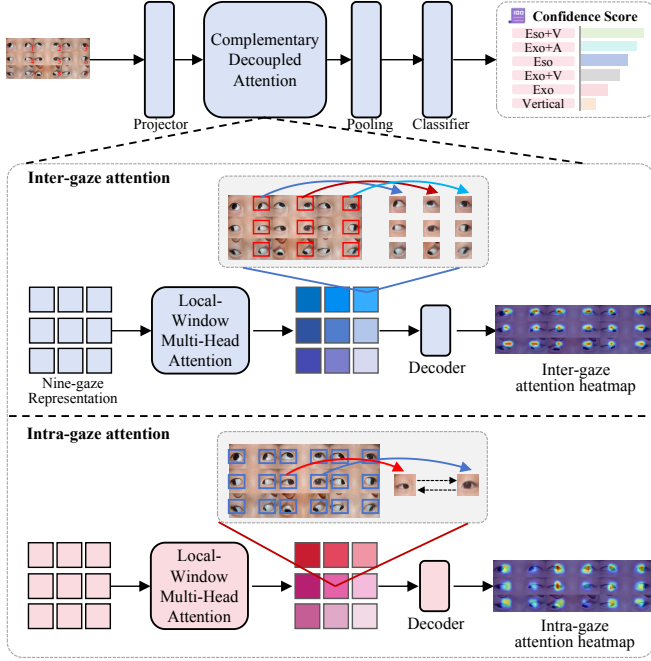 Complementary
Decoupled
Attention
Projector
Pooling
Classifier
Confidence Score
Eso+V
Exo+A
Eso
Exo+V
Exo
Vertical
Inter-gaze attention
Local-
Window
Multi-Head
Attention
Nine-gaze
Representation
Decoder
Inter-gaze
attention heatmap
Intra-gaze attention
Local-
Window
Multi-Head
Attention
Decoder
Intra-gaze
attention heatmap